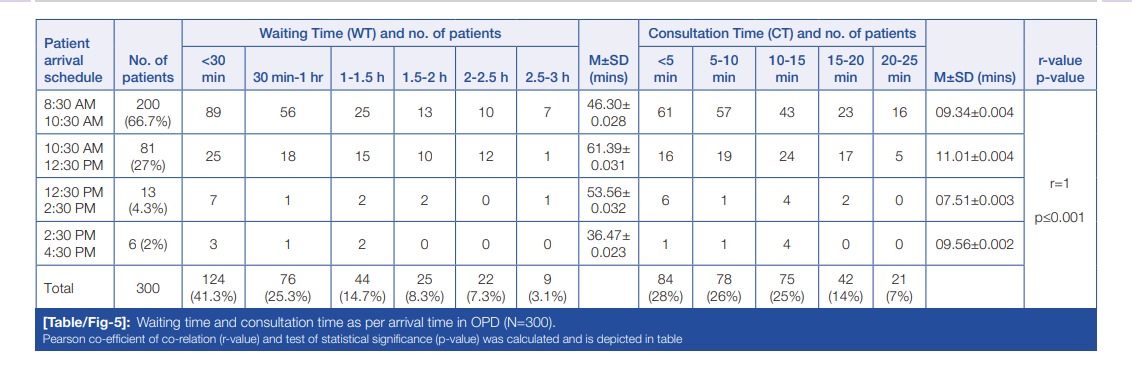 Patient arrival schedule No. of patients Waiting Time (WT) and no. of patients M±SD (mins) Consultation Time (CT) and no. of patients M±SD (mins) r-value p-value
<30 min 30 min-1 hr 1-1.5 h 1.5-2 h 2-2.5 h 2.5-3 h <5 min 5-10 min 10-15 min 15-20 min 20-25 min
8:30 AM 10:30 AM 200 (66.7%) 89 56 25 13 10 7 46.30± 0.028 61 57 43 23 16 09.34±0.004
10:30 AM 12:30 PM 81 (27%) 25 18 15 10 12 1 61.39± 0.031 16 19 24 17 5 11.01±0.004
12:30 PM 2:30 PM 13 (4.3%) 7 1 2 2 0 1 53.56± 0.032 6 1 4 2 0 07.51±0.003
r=1
p≤0.001
2:30 PM 4:30 PM 6 (2%) 3 1 2 0 0 0 36.47± 0.023 1 1 4 0 0 09.56±0.002
Total 300 124 (41.3%) 76 (25.3%) 44 (14.7%) 25 (8.3%) 22 (7.3%) 9 (3.1%) 84 (28%) 78 (26%) 75 (25%) 42 (14%) 21 (7%)
[Table/Fig-5]: Waiting time and consultation time as per arrival time in OPD (N=300).
Pearson co-efficient of co-relation (r-value) and test of statistical significance (p-value) was calculated and is depicted in table